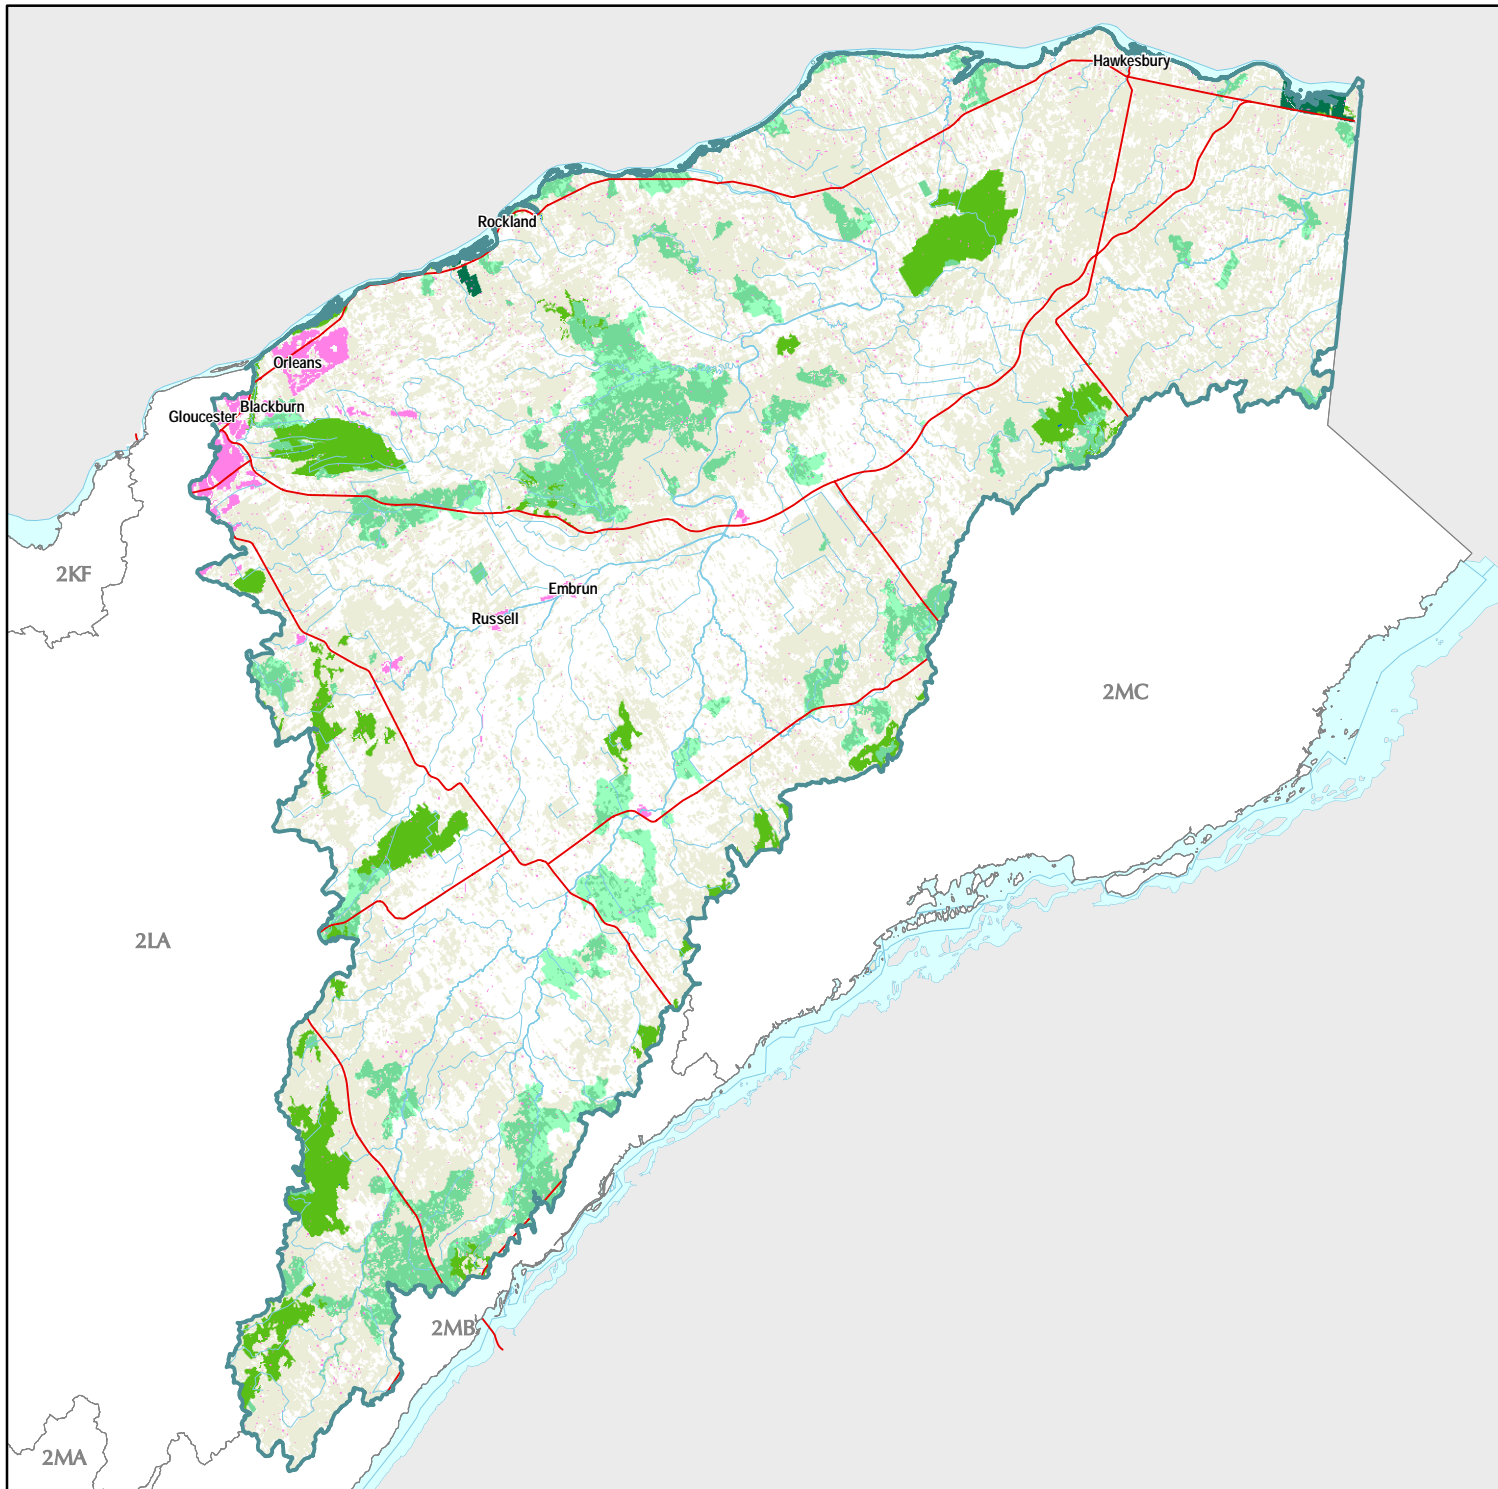 Hawkesbury
Rockland
Orleans
Blackburn
Gloucester
2KF
Embrun
Russell
2MC
2LA
2MB
2MA